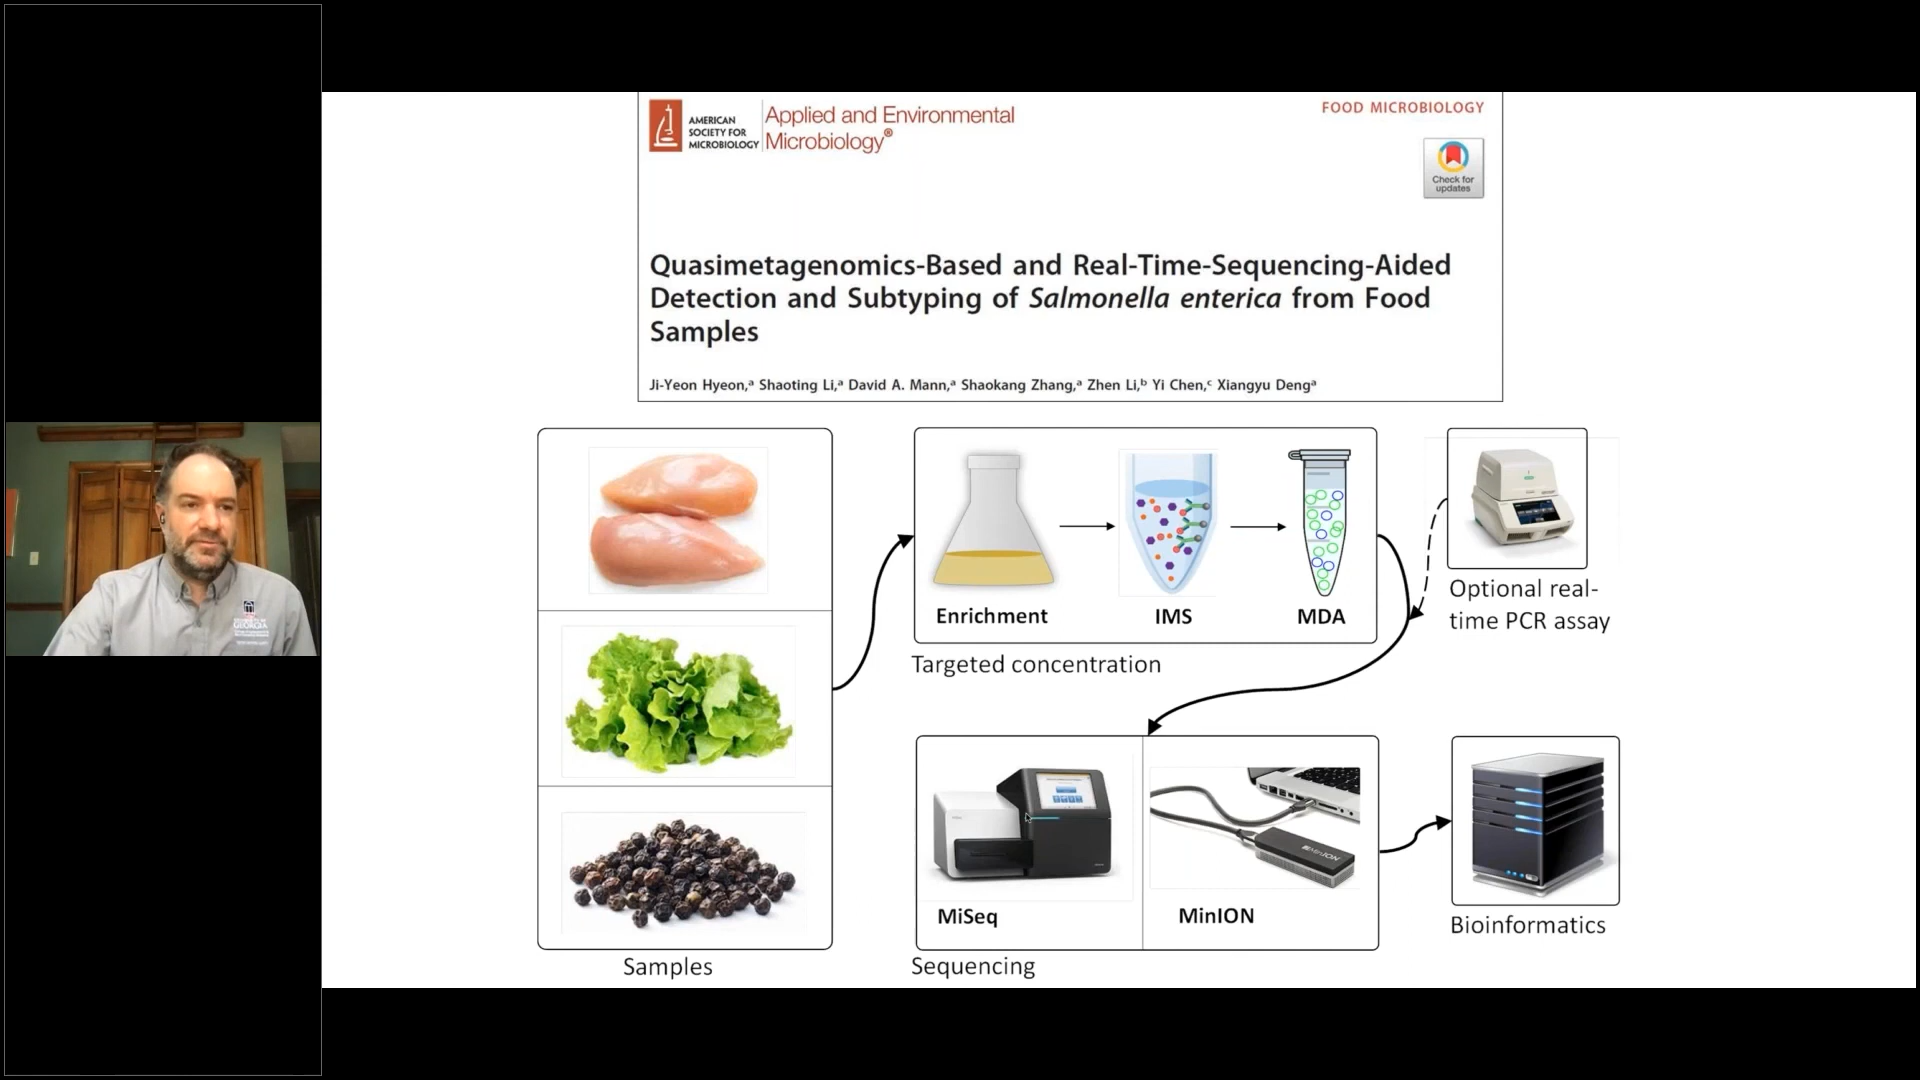 AMERICAN
SOCIETY FOR
MICROBIOLOGY
Applied and Environmental
Microbiology®
FOOD MICROBIOLOGY
Check for
updates
Quasimetagenomics-Based and Real-Time-Sequencing-Aided
Detection and Subtyping of Salmonella enterica from Food
Samples
Ji-Yeon Hyeon,ᵃ Shaoting Li,ᵃ David A. Mann,ᵃ Shaokang Zhang,ᵃ Zhen Li,ᵇ Yi Chen,ᶜ Xiangyu Dengᵃ
Enrichment
IMS
MDA
Targeted concentration
Optional real-
time PCR assay
GEORGIA
MinION
MiSeq
MinION
Samples
Sequencing
Bioinformatics